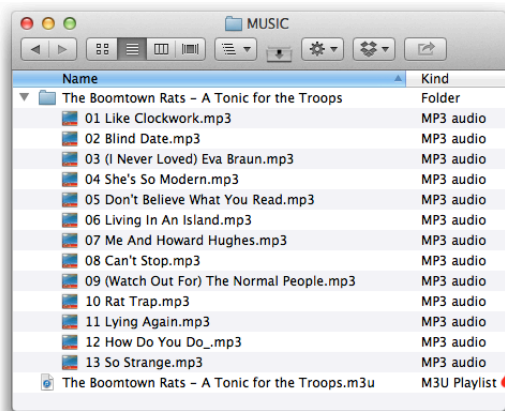 MUSIC
Name Kind
The Boomtown Rats – A Tonic for the Troops Folder
01 Like Clockwork.mp3 MP3 audio
02 Blind Date.mp3 MP3 audio
03 (I Never Loved) Eva Braun.mp3 MP3 audio
04 She's So Modern.mp3 MP3 audio
05 Don't Believe What You Read.mp3 MP3 audio
06 Living In An Island.mp3 MP3 audio
07 Me And Howard Hughes.mp3 MP3 audio
08 Can't Stop.mp3 MP3 audio
09 (Watch Out For) The Normal People.mp3 MP3 audio
10 Rat Trap.mp3 MP3 audio
11 Lying Again.mp3 MP3 audio
12 How Do You Do_.mp3 MP3 audio
13 So Strange.mp3 MP3 audio
The Boomtown Rats – A Tonic for the Troops.m3u M3U Playlist